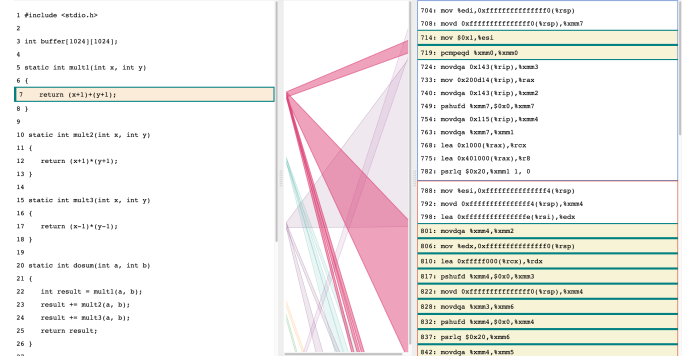 1 #include <stdio.h>
2
3 int buffer[1024][1024];
4
5 static int mult1(int x, int y)
6 {
7 return (x+1)+(y+1);
8 }
9
10 static int mult2(int x, int y)
11 {
12 return (x+1)*(y+1);
13 }
14
15 static int mult3(int x, int y)
16 {
17 return (x-1)*(y-1);
18 }
19
20 static int dosum(int a, int b)
21 {
22 int result = mult1(a, b);
23 result += mult2(a, b);
24 result += mult3(a, b);
25 return result;
26 }
704: mov %edi,0xfffffffffffffff0(%rsp)
708: movd 0xfffffffffffffff0(%rsp),%xmm7
714: mov $0x1,%esi
719: pcmpeqd %xmm0,%xmm0
724: movdqa 0x143(%rip),%xmm3
733: mov 0x200d14(%rip),%rax
740: movdqa 0x143(%rip),%xmm2
749: pshufd %xmm7,$0x0,%xmm7
754: movdqa 0x115(%rip),%xmm4
763: movdqa %xmm7,%xmm1
768: lea 0x1000(%rax),%rcx
775: lea 0x401000(%rax),%r8
782: psrlq $0x20,%xmm1 1, 0
788: mov %esi,0xfffffffffffffff4(%rsp)
792: movd 0xfffffffffffffff4(%rsp),%xmm4
798: lea 0xfffffffffffffffe(%rsi),%edx
801: movdqa %xmm4,%xmm2
806: mov %edx,0xfffffffffffffff0(%rsp)
810: lea 0xfffff000(%rcx),%rdx
817: pshufd %xmm4,$0x0,%xmm3
822: movd 0xfffffffffffffff0(%rsp),%xmm4
828: movdqa %xmm3,%xmm6
832: pshufd %xmm4,$0x0,%xmm4
837: psrlq $0x20,%xmm6
842: movdqa %xmm4,%xmm5